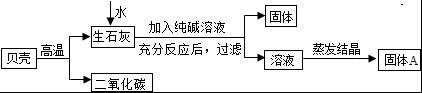 水
加入纯碱溶液
固体
生石灰
高温
充分反应后，过滤
蒸发结晶
贝壳
溶液
固体A
二氧化碳